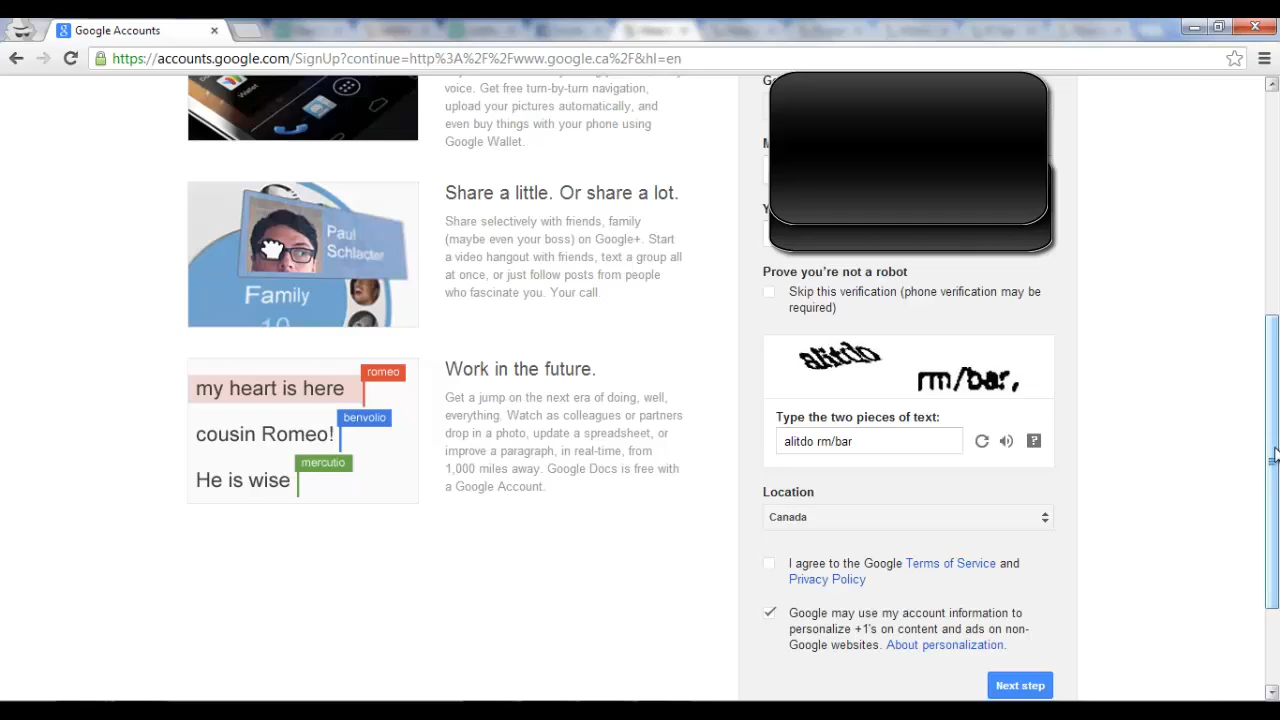 Google Accounts
https://accounts.google.com/SignUp?continue=http%3A%2F%2Fwww.google.ca%2F&hl=en
voice. Get free turn-by-turn navigation,
upload your pictures automatically, and
even buy things with your phone using
Google Wallet.
Wallet
Share a little. Or share a lot.
Share selectively with friends, family
(maybe even your boss) on Google+. Start
a video hangout with friends, text a group all
at once, or just follow posts from people
who fascinate you. Your call.
Paul
Schlacter
Family
10
Work in the future.
Get a jump on the next era of doing, well,
everything. Watch as colleagues or partners
drop in a photo, update a spreadsheet, or
improve a paragraph, in real-time, from
1,000 miles away. Google Docs is free with
a Google Account.
romeo
my heart is here
benvolio
cousin Romeo!
mercutio
He is wise
Prove you're not a robot
Skip this verification (phone verification may be
required)
alitdo
rm/bar,
Type the two pieces of text:
alitdo rm/bar
Location
Canada
I agree to the Google Terms of Service and
Privacy Policy
Google may use my account information to
personalize +1's on content and ads on non-
Google websites. About personalization.
Next step